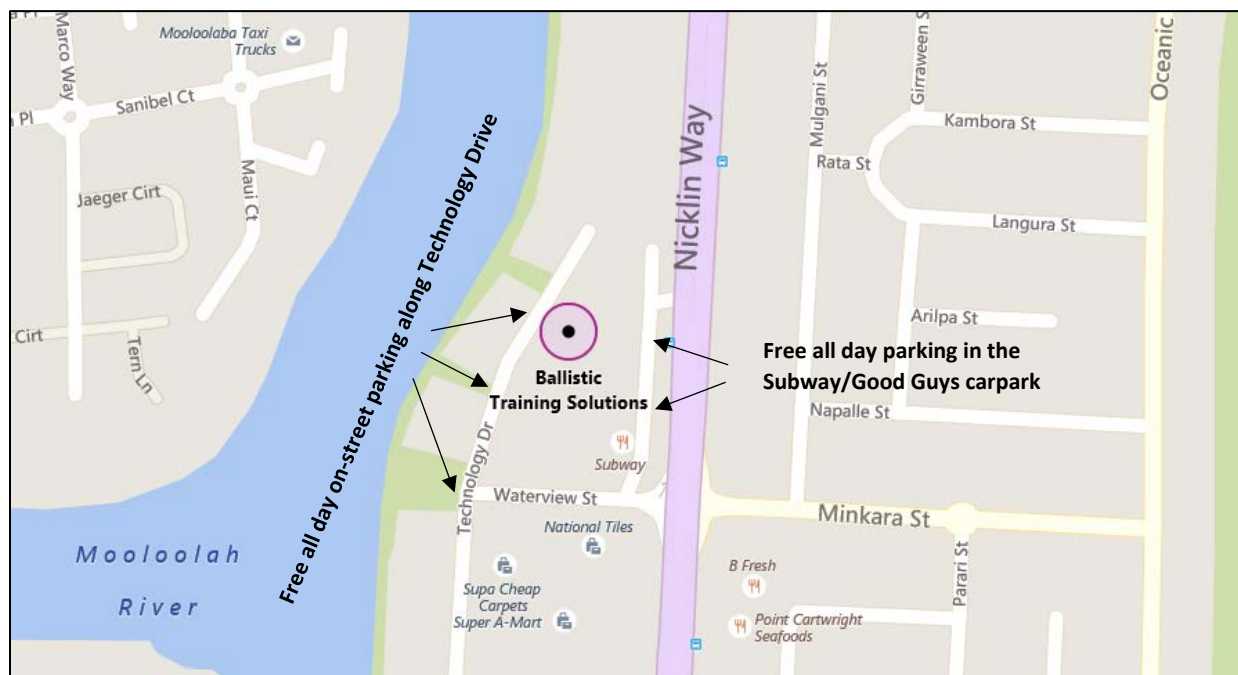 Marco Way
Mooloolaba Taxi
Trucks
Sanibel Ct
Pl
Maui Ct
Jaeger Cirt
Cirt
Tern Ln
Free all day on-street parking along Technology Drive
Mooloolah
River
Technology Dr
Ballistic
Training Solutions
Subway
Waterview St
National Tiles
Supa Cheap
Carpets
Super A-Mart
Nicklin Way
Free all day parking in the
Subway/Good Guys carpark
Mulgani St
Girraween S
Oceanic
Kambora St
Rata St
Langura St
Arilpa St
Napalle St
Minkara St
Parari St
B Fresh
Point Cartwright
Seafoods